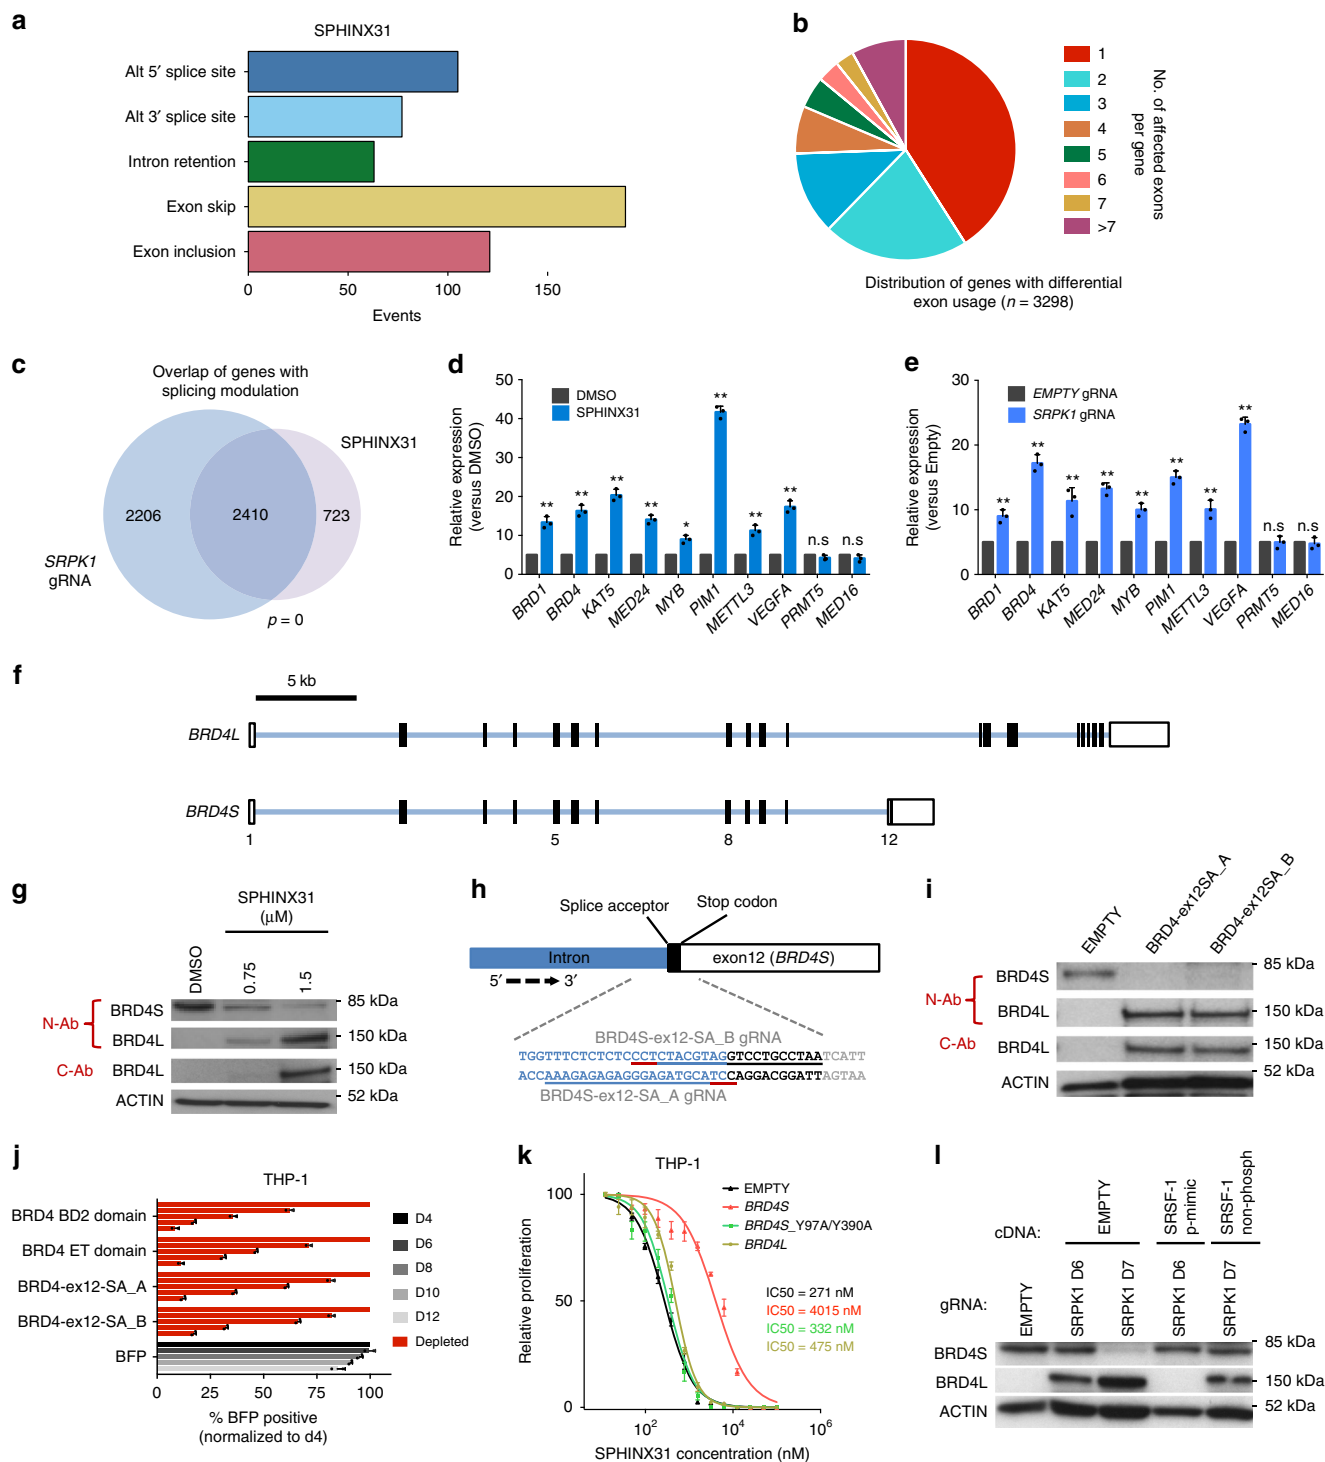 a
SPHINX31
Alt 5′ splice site
Alt 3′ splice site
Intron retention
Exon skip
Exon inclusion
0 50 100 150
Events
b
1
2
3
4
5
6
7
>7
No. of affected exons
per gene
Distribution of genes with differential
exon usage (n = 3298)
c
Overlap of genes with
splicing modulation
SPHINX31
2206 2410 723
SRPK1
gRNA
p = 0
d
Relative expression
(versus DMSO)
50
40
30
20
10
0
DMSO
SPHINX31
** ** ** ** * ** ** ** n.s n.s
BRD1 BRD4 KAT5 MED24 MYB PIM1 METTL3 VEGFA PRMT5 MED16
e
Relative expression
(versus Empty)
30
20
10
0
EMPTY gRNA
SRPK1 gRNA
** ** ** ** ** ** ** ** n.s n.s
BRD1 BRD4 KAT5 MED24 MYB PIM1 METTL3 VEGFA PRMT5 MED16
f
5 kb
BRD4L
BRD4S
1 5 8 12
g
SPHINX31
(μM)
DMSO 0.75 1.5
N-Ab
BRD4S 85 kDa
BRD4L 150 kDa
C-Ab
BRD4L 150 kDa
ACTIN 52 kDa
h
Splice acceptor Stop codon
Intron exon12 (BRD4S)
5′ 3′
BRD4S-ex12-SA_B gRNA
TGGTTTCTCTCTCCCTCTACGTAGGTCCTGCCTAATCATT
ACCAAAGAGAGAGGGAGATGCATCCAGGACGGATTAGTAA
BRD4S-ex12-SA_A gRNA
i
EMPTY BRD4-ex12SA_A BRD4-ex12SA_B
N-Ab
BRD4S 85 kDa
BRD4L 150 kDa
C-Ab
BRD4L 150 kDa
ACTIN 52 kDa
j
THP-1
BRD4 BD2 domain
BRD4 ET domain
BRD4-ex12-SA_A
BRD4-ex12-SA_B
BFP
0 25 50 75 100
% BFP positive
(normalized to d4)
D4
D6
D8
D10
D12
Depleted
k
THP-1
Relative proliferation
100
50
0
EMPTY
BRD4S
BRD4S_Y97A/Y390A
BRD4L
IC50 = 271 nM
IC50 = 4015 nM
IC50 = 332 nM
IC50 = 475 nM
10² 10⁴ 10⁶
SPHINX31 concentration (nM)
l
cDNA: EMPTY SRSF-1 p-mimic SRSF-1 non-phosph
gRNA: EMPTY SRPK1 D6 SRPK1 D7 SRPK1 D6 SRPK1 D7
BRD4S 85 kDa
BRD4L 150 kDa
ACTIN 52 kDa